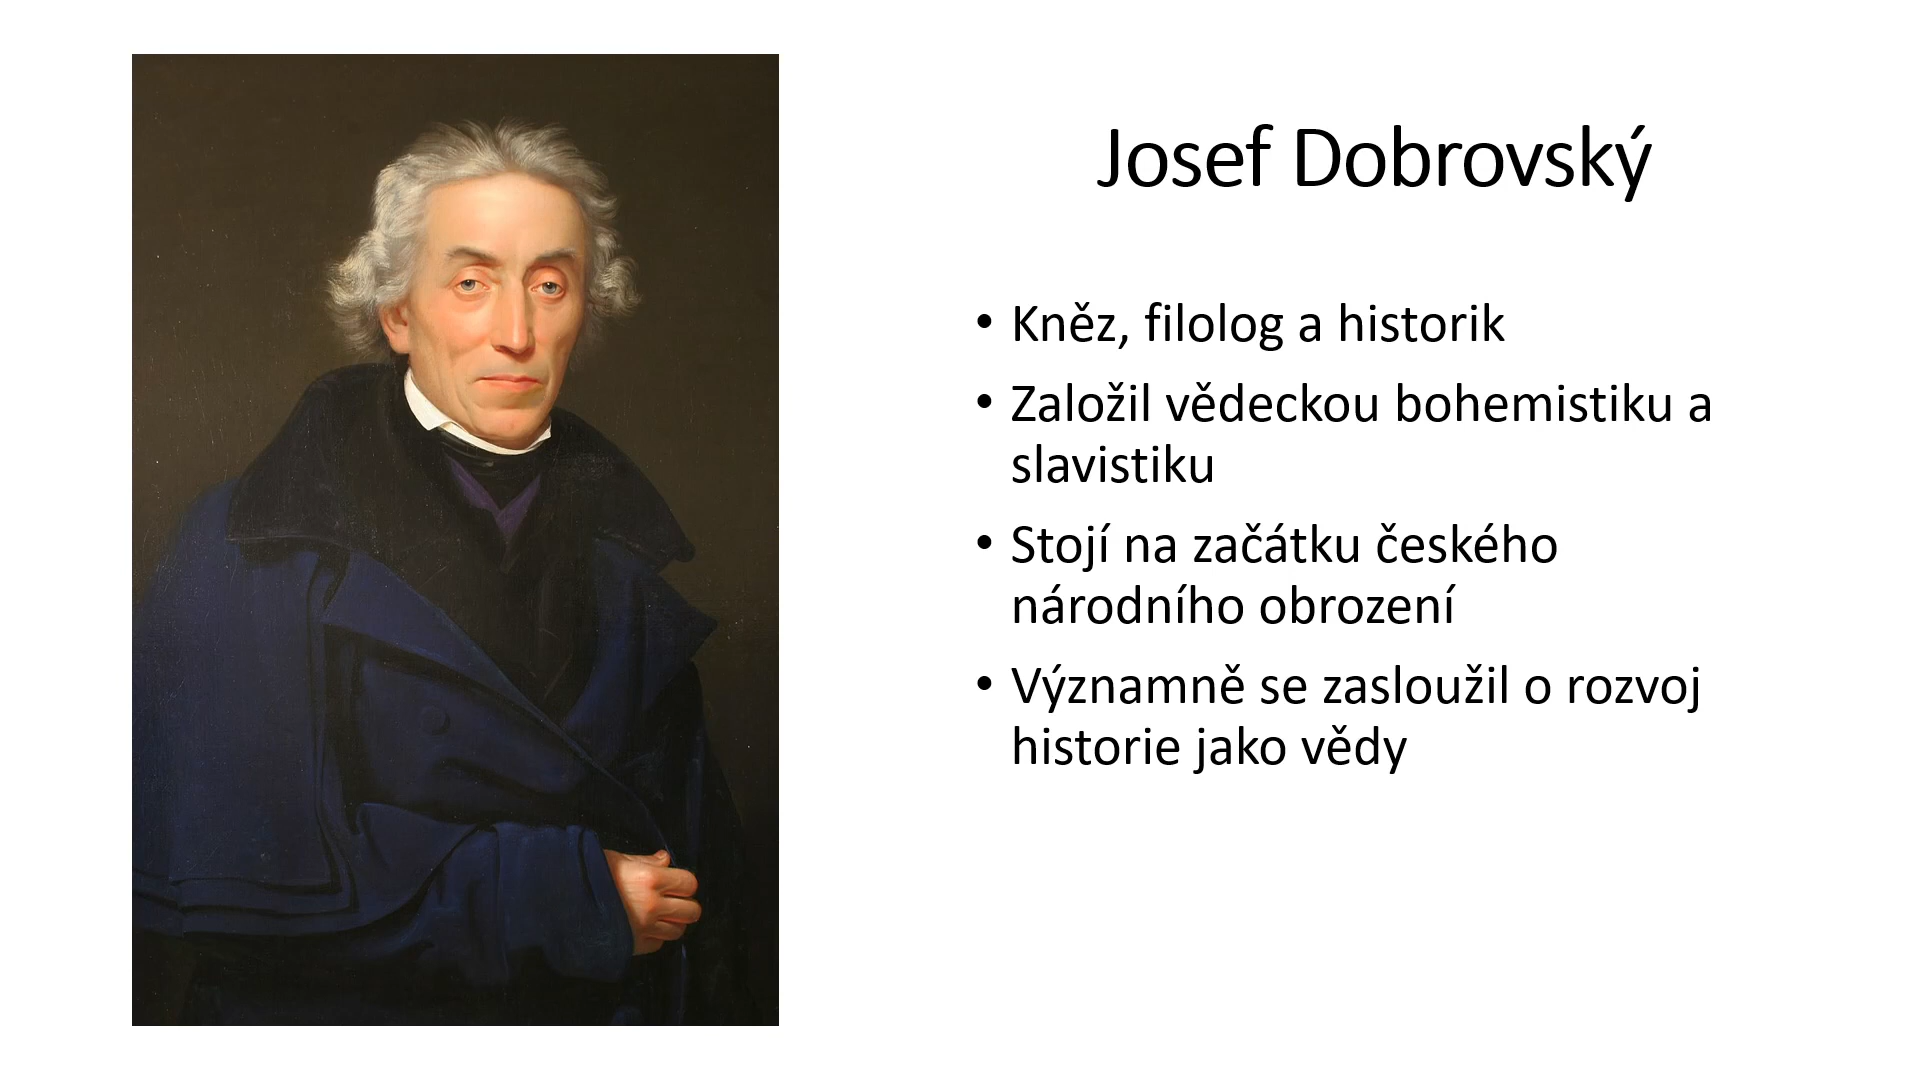 Josef Dobrovský
• Kněz, filolog a historik
• Založil vědeckou bohemistiku a
slavistiku
• Stojí na začátku českého
národního obrození
• Významně se zasloužil o rozvoj
historie jako vědy